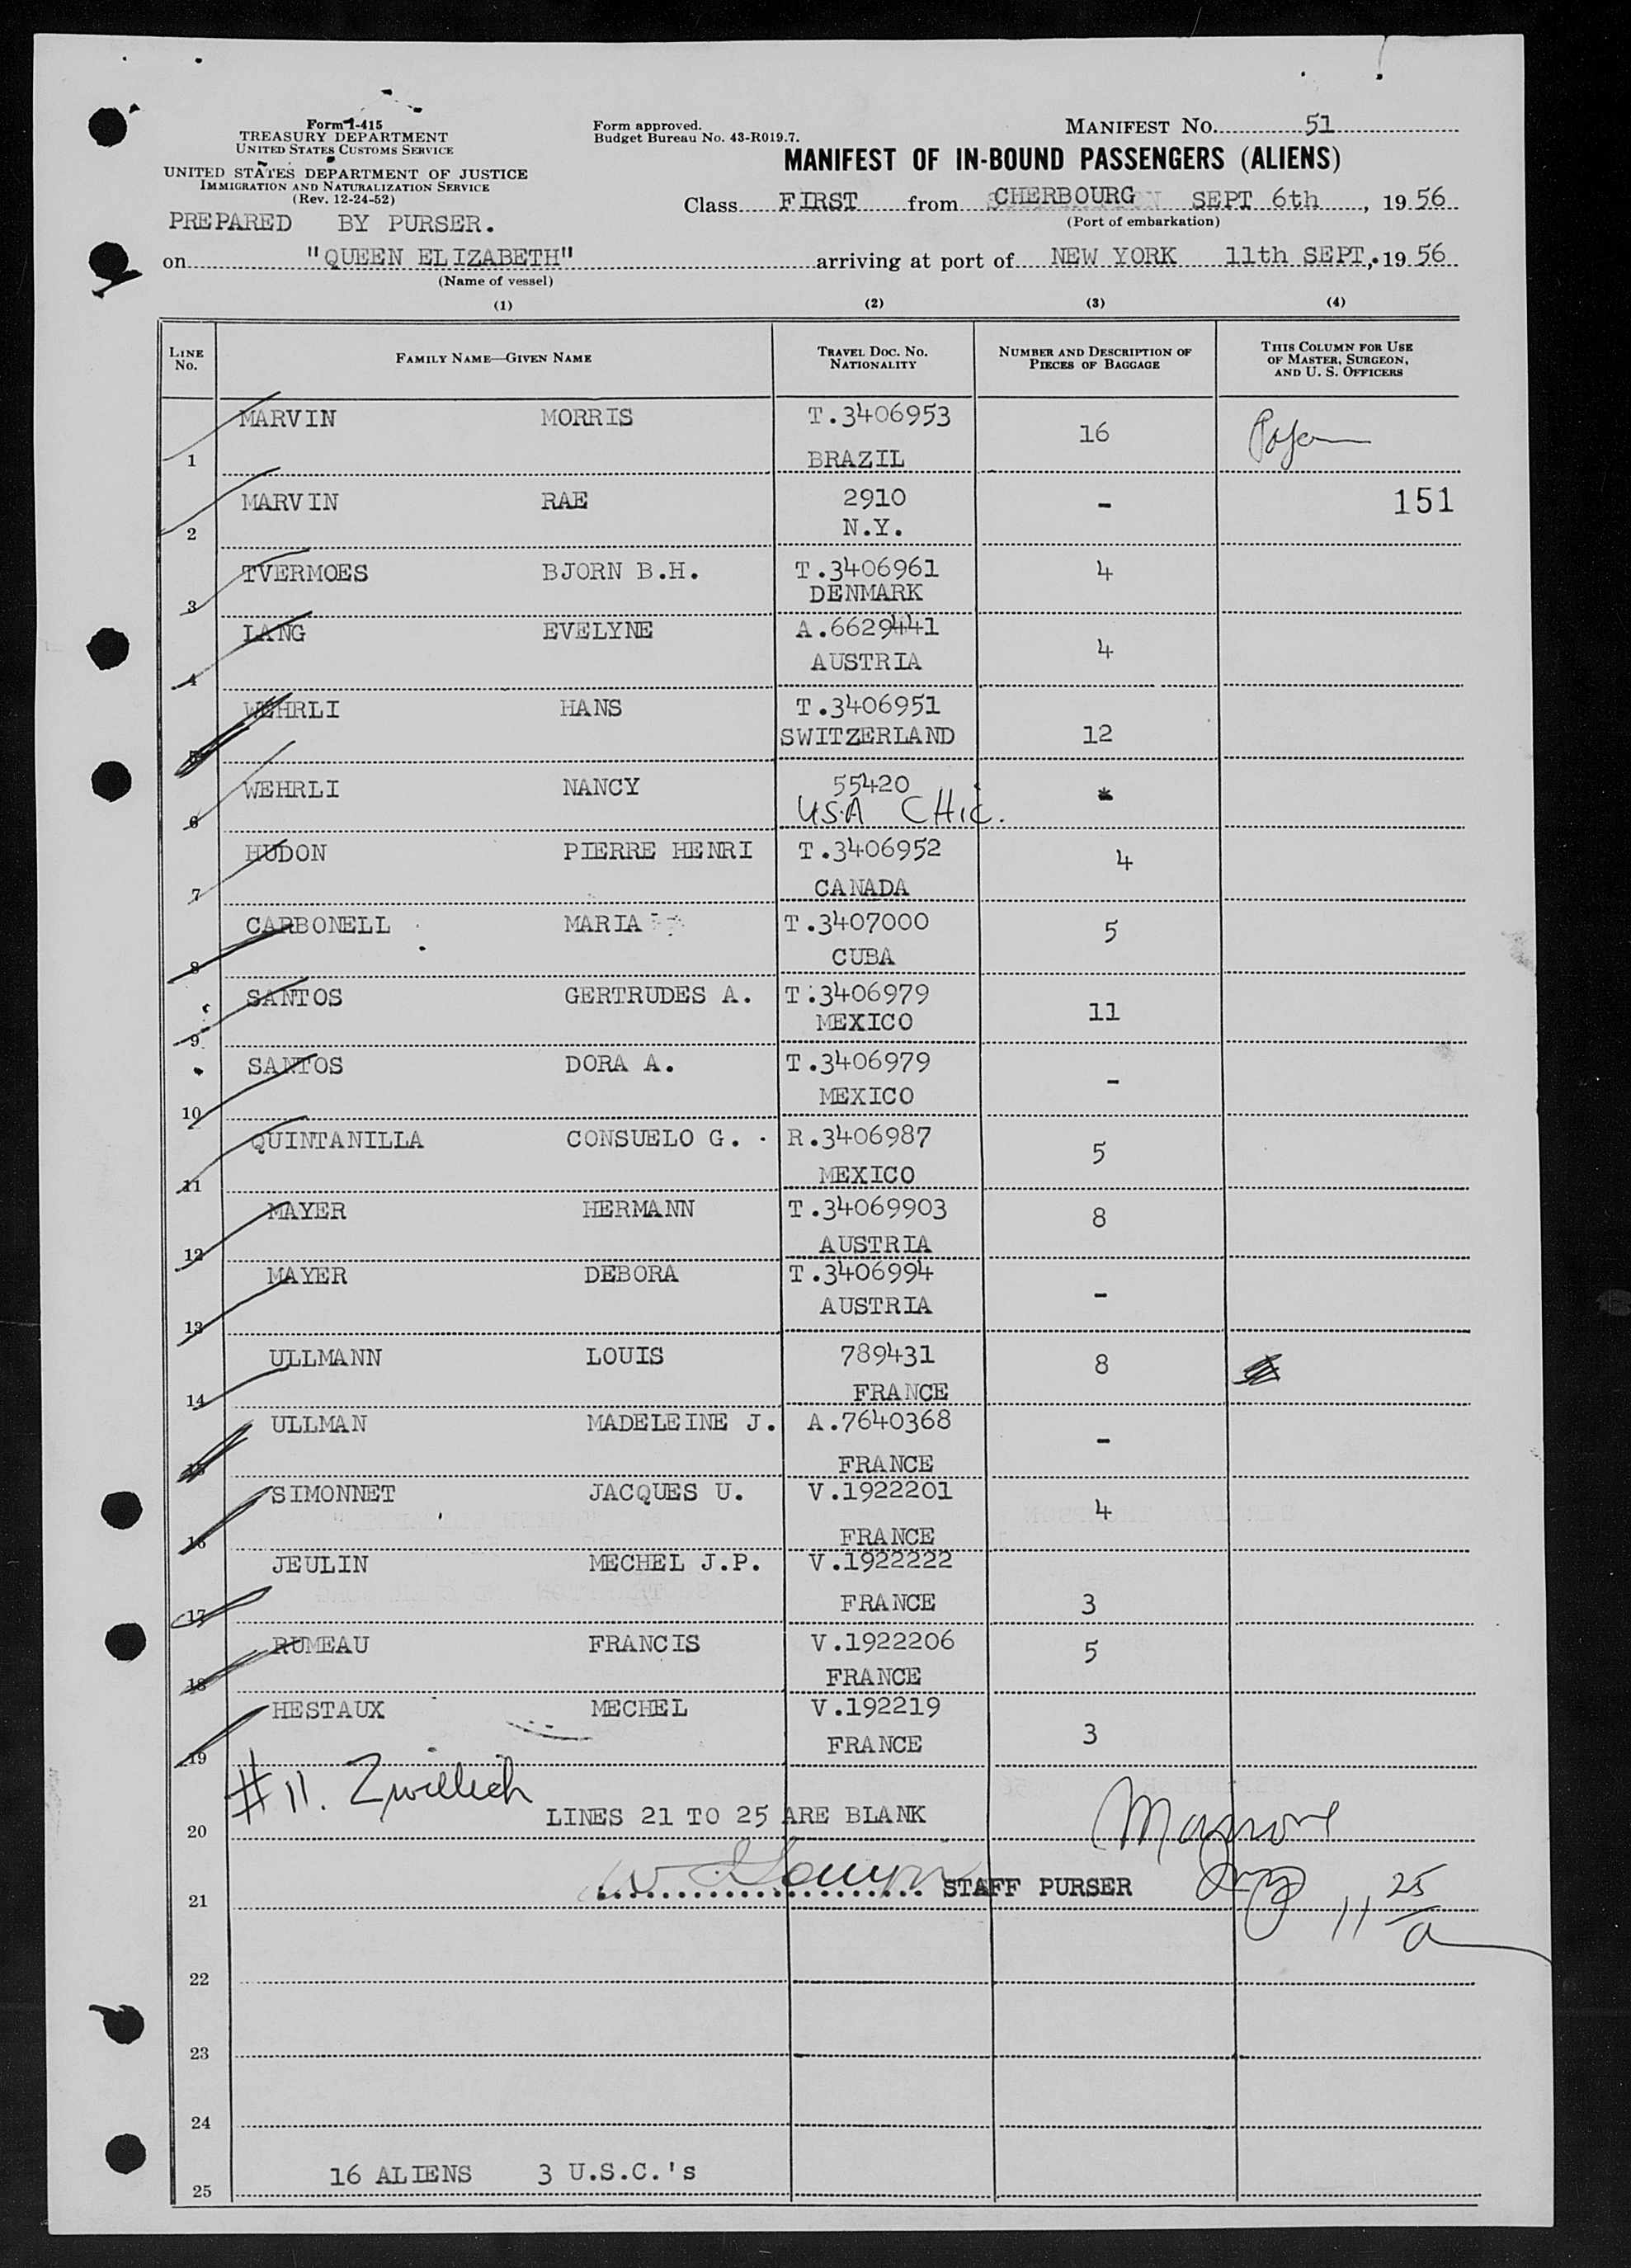 Form I-415
TREASURY DEPARTMENT
UNITED STATES CUSTOMS SERVICE
UNITED STATES DEPARTMENT OF JUSTICE
IMMIGRATION AND NATURALIZATION SERVICE
(Rev. 12-24-52)
PREPARED BY PURSER.
Form approved.
Budget Bureau No. 43-R019.7.
MANIFEST NO. 51
MANIFEST OF IN-BOUND PASSENGERS (ALIENS)
Class FIRST from CHERBOURG SEPT 6th, 1956
(Port of embarkation)
on "QUEEN ELIZABETH" arriving at port of NEW YORK 11th SEPT, 1956
(Name of vessel)
(1) (2) (3) (4)
LINE NO. FAMILY NAME—GIVEN NAME TRAVEL DOC. NO. NATIONALITY NUMBER AND DESCRIPTION OF PIECES OF BAGGAGE THIS COLUMN FOR USE OF MASTER, SURGEON, AND U. S. OFFICERS
1 MARVIN MORRIS T.3406953 BRAZIL 16
2 MARVIN RAE 2910 N.Y. - 151
3 TVERMOES BJORN B.H. T.3406961 DENMARK 4
4 LANG EVELYNE A.6629441 AUSTRIA 4
5 WEHRLI HANS T.3406951 SWITZERLAND 12
6 WEHRLI NANCY 55420 USA CHic. *
7 HUDON PIERRE HENRI T.3406952 CANADA 4
8 CARBONELL MARIA T.3407000 CUBA 5
9 SANTOS GERTRUDES A. T.3406979 MEXICO 11
10 SANTOS DORA A. T.3406979 MEXICO -
11 QUINTANILLA CONSUELO G. R.3406987 MEXICO 5
12 MAYER HERMANN T.34069903 AUSTRIA 8
13 MAYER DEBORA T.3406994 AUSTRIA -
14 ULLMANN LOUIS 789431 FRANCE 8
15 ULLMAN MADELEINE J. A.7640368 FRANCE -
16 SIMONNET JACQUES U. V.1922201 FRANCE 4
17 JEULIN MECHEL J.P. V.1922222 FRANCE 3
18 RUMEAU FRANCIS V.1922206 FRANCE 5
19 HESTAUX MECHEL V.192219 FRANCE 3
#11. Zwillich
20 LINES 21 TO 25 ARE BLANK
21 STAFF PURSER 11 25/a
22
23
24
25 16 ALIENS 3 U.S.C.'s